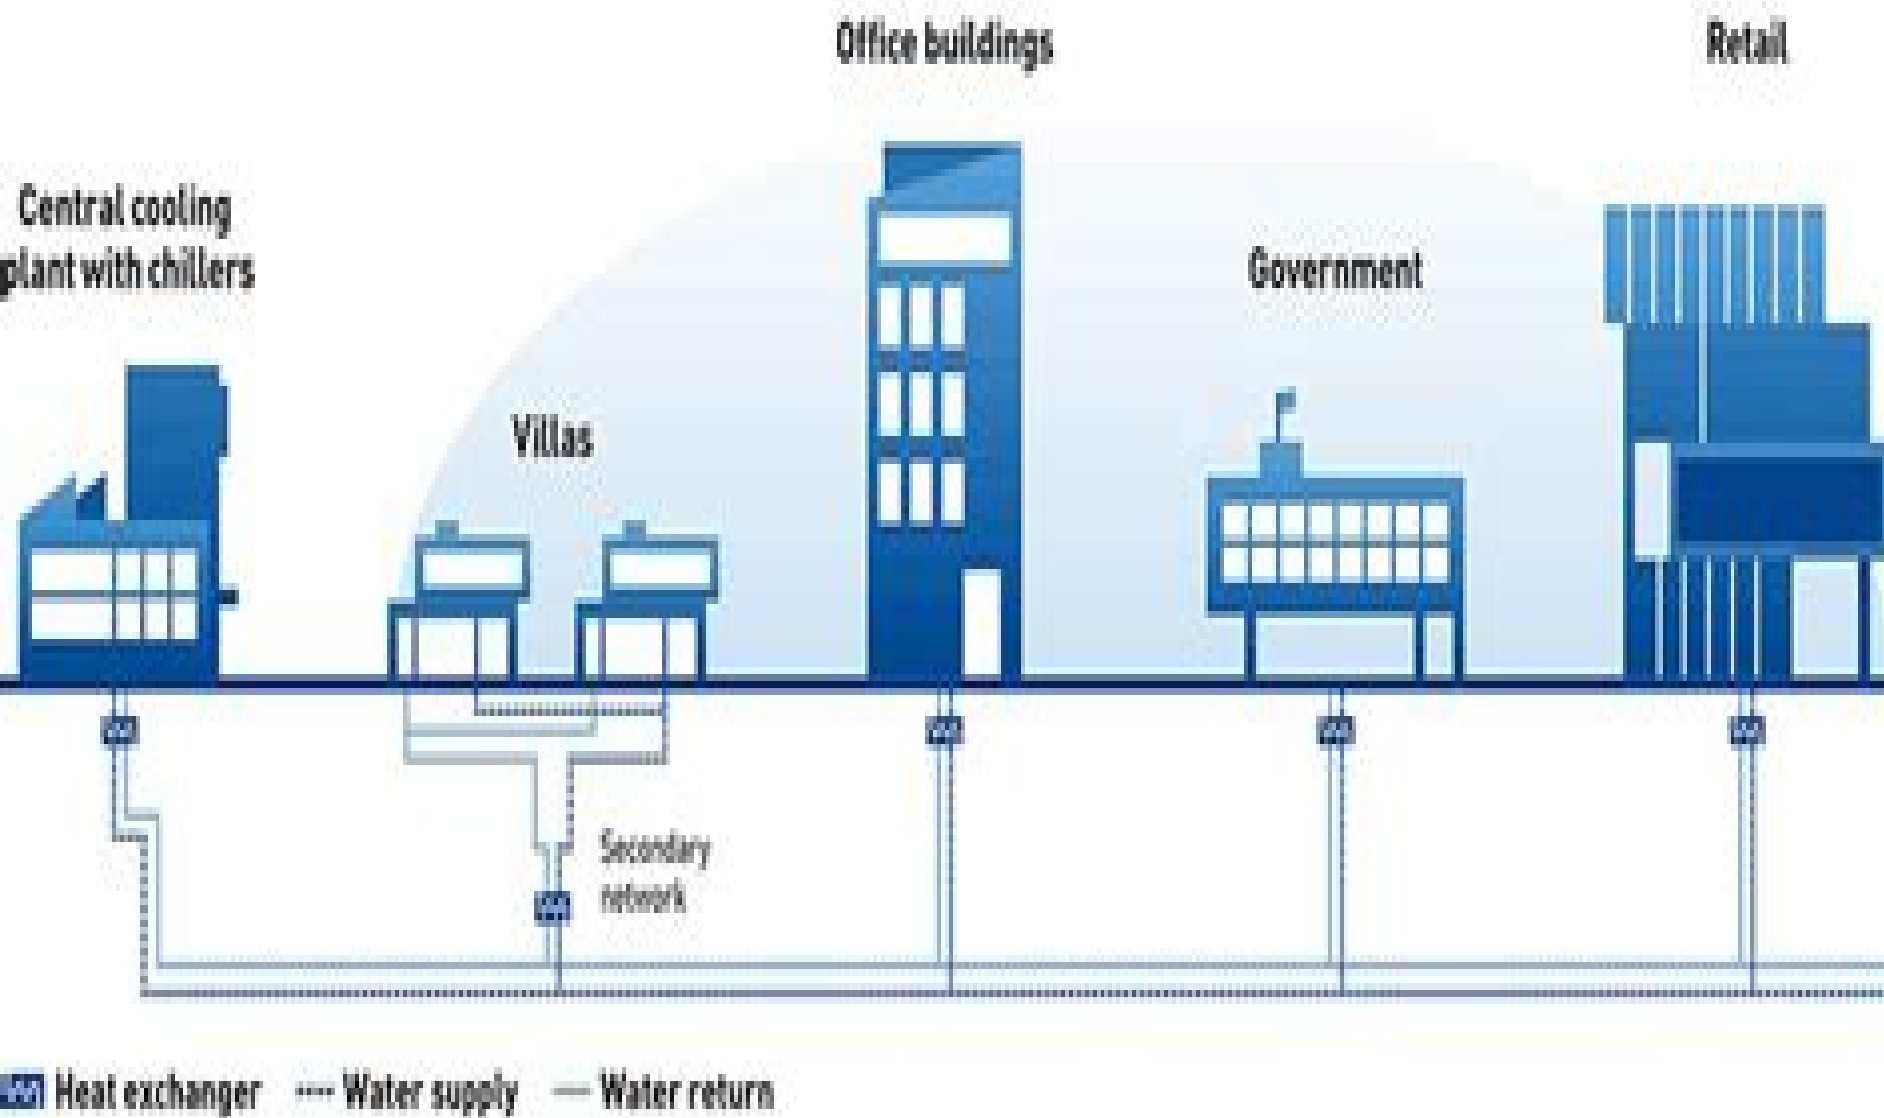 Office buildings
Retail
Central cooling
plant with chillers
Government
Villas
Secondary
network
Heat exchanger
Water supply
Water return